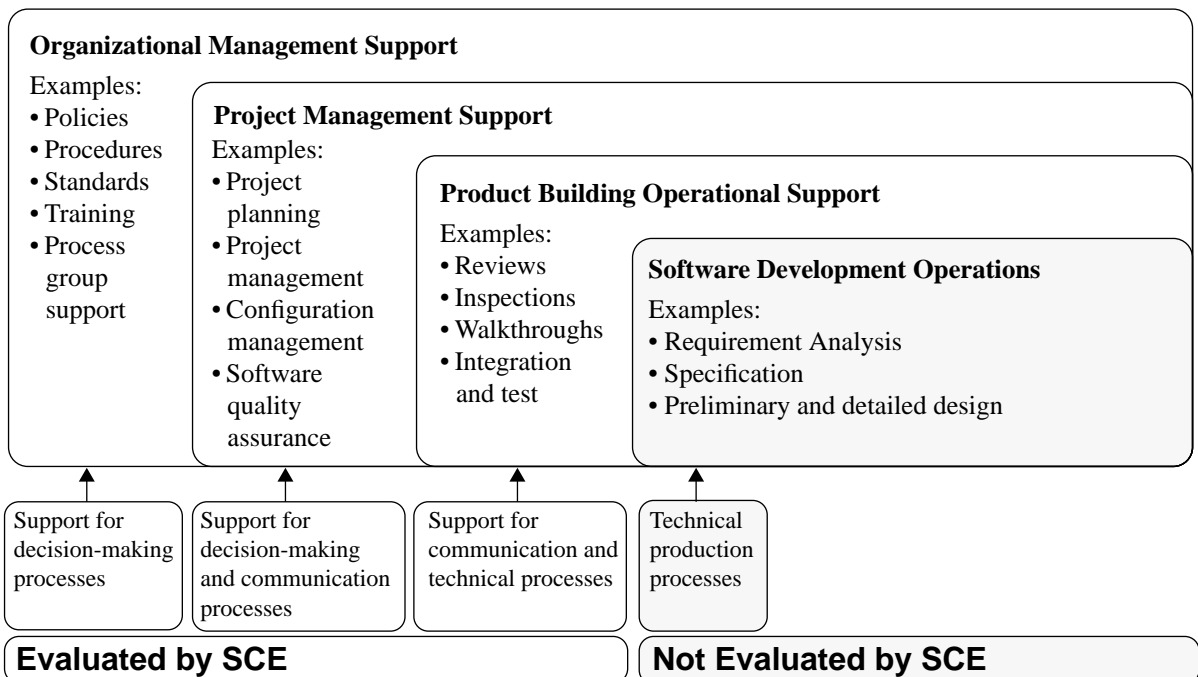 Organizational Management Support
Examples:
• Policies
• Procedures
• Standards
• Training
• Process
group
support
Project Management Support
Examples:
• Project
planning
• Project
management
• Configuration
management
• Software
quality
assurance
Product Building Operational Support
Examples:
• Reviews
• Inspections
• Walkthroughs
• Integration
and test
Software Development Operations
Examples:
• Requirement Analysis
• Specification
• Preliminary and detailed design
Support for
decision-making
processes
Support for
decision-making
and communication
processes
Support for
communication and
technical processes
Technical
production
processes
Evaluated by SCE
Not Evaluated by SCE